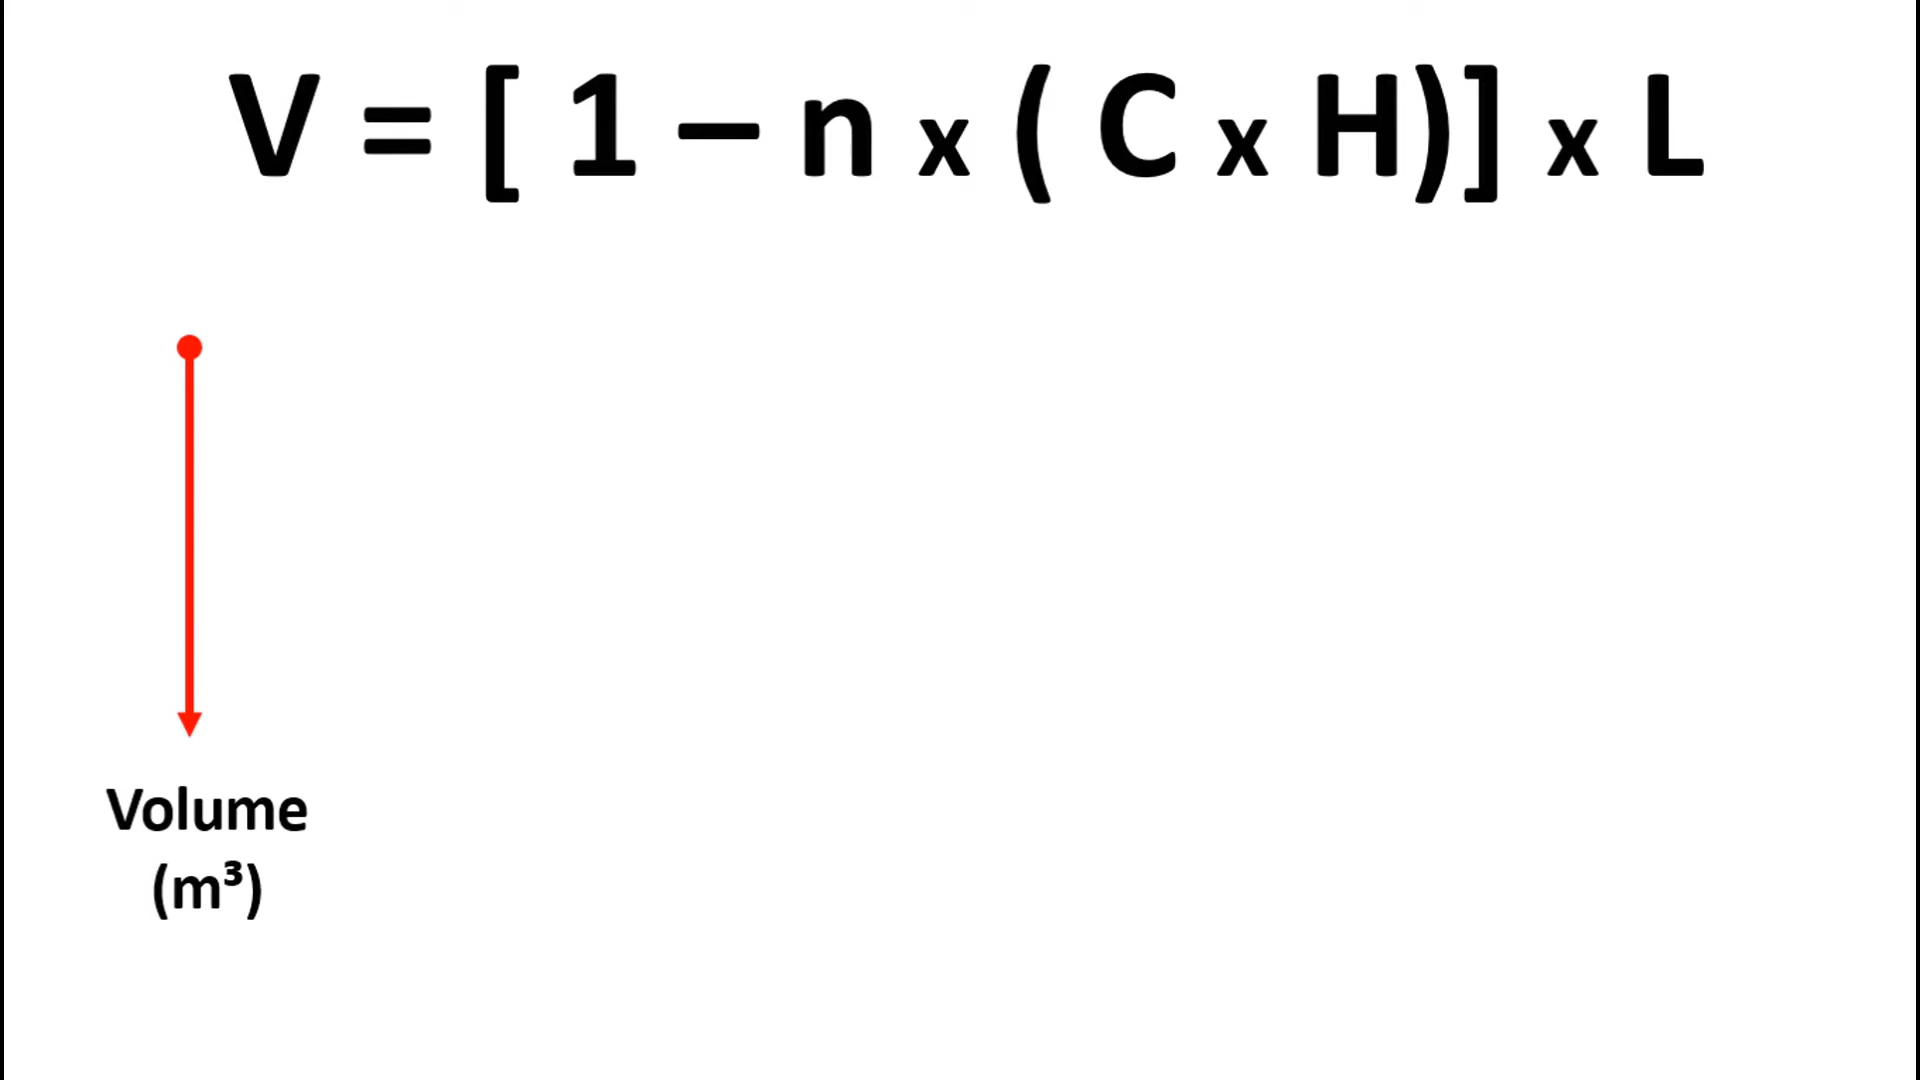 V = [ 1 – n x ( C x H)] x L
Volume
(m³)